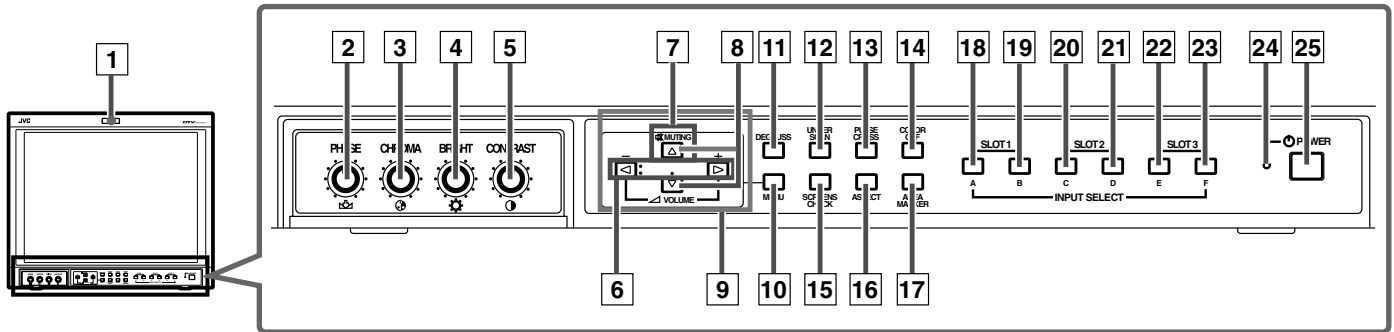 7 8 11 12 13 14 18 19 20 21 22 23 24 25
1 2 3 4 5
JVC
PHASE CHROMA BRIGHT CONTRAST
MUTING
− +
VOLUME
DEGAUSS UNDER SCAN PULSE CROSS COLOR OFF
MENU SCREENS CHECK ASPECT AREA MARKER
SLOT 1 SLOT 2 SLOT 3
A B C D E F
INPUT SELECT
POWER
6 9 10 15 16 17